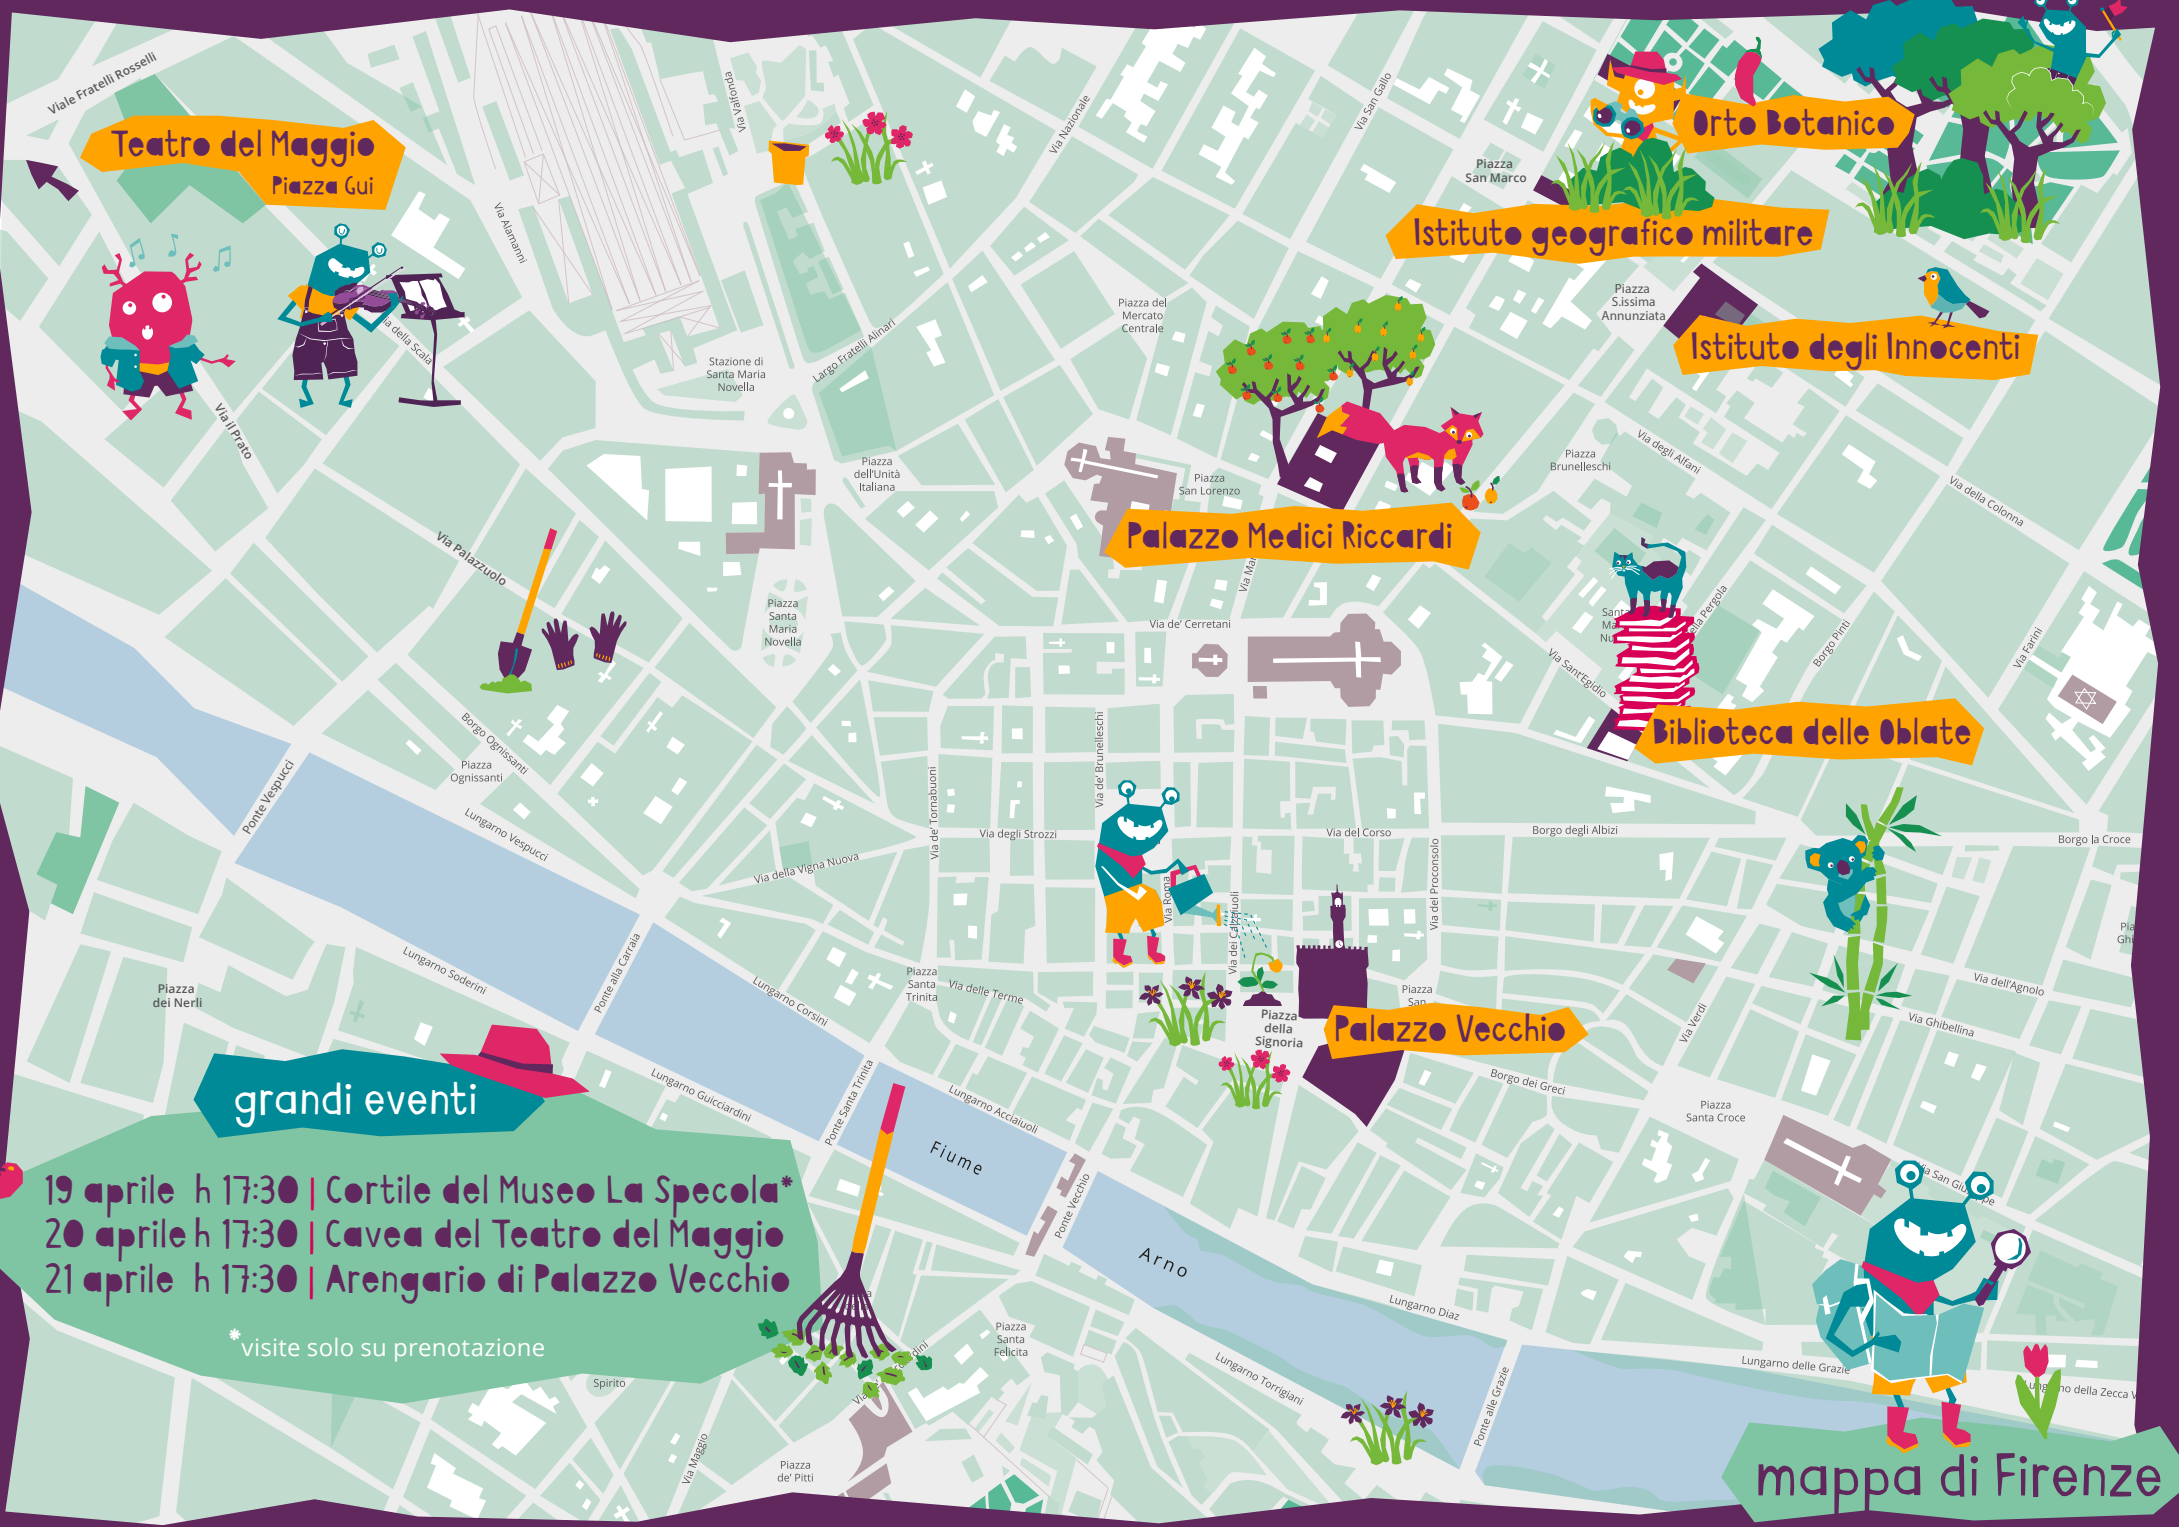 Viale Fratelli Rosselli
Teatro del Maggio
Piazza Gui
Via Valfonda
Via Nazionale
Via San Gallo
Orto Botanico
Piazza
San Marco
Istituto geografico militare
Via Alamanni
Via della Scala
Piazza
S.issima
Annunziata
Istituto degli Innocenti
Piazza del
Mercato
Centrale
Largo Fratelli Alinari
Stazione di
Santa Maria
Novella
Via il Prato
Piazza
dell'Unità
Italiana
Piazza
San Lorenzo
Piazza
Brunelleschi
Via degli Alfani
Via della Colonna
Palazzo Medici Riccardi
Via Palazzuolo
Piazza
Santa
Maria
Novella
Via de' Cerretani
Via Sant'Egidio
Borgo Pinti
Via Farini
Biblioteca delle Oblate
Borgo Ognissanti
Piazza
Ognissanti
Ponte Vespucci
Lungarno Vespucci
Via de' Tornabuoni
Via de' Brunelleschi
Via degli Strozzi
Via del Corso
Borgo degli Albizi
Borgo la Croce
Via della Vigna Nuova
Via Roma
Via dei Calzaiuoli
Via del Proconsolo
Lungarno Soderini
Ponte alla Carraia
Lungarno Corsini
Piazza
Santa
Trinita
Via delle Terme
Piazza
dei Nerli
Piazza
San
Piazza
della
Signoria
Palazzo Vecchio
Via Verdi
Via dell'Agnolo
Via Ghibellina
Borgo dei Greci
Piazza
Santa Croce
Via San Giuseppe
Lungarno Guicciardini
Ponte Santa Trinita
Lungarno Acciaiuoli
Fiume
Ponte Vecchio
Arno
grandi eventi
19 aprile h 17:30 | Cortile del Museo La Specola*
20 aprile h 17:30 | Cavea del Teatro del Maggio
21 aprile h 17:30 | Arengario di Palazzo Vecchio
*visite solo su prenotazione
Spirito
Piazza
Santa
Felicita
Lungarno Diaz
Lungarno Torrigiani
Ponte alle Grazie
Lungarno delle Grazie
Via Maggio
Piazza
de' Pitti
mappa di Firenze